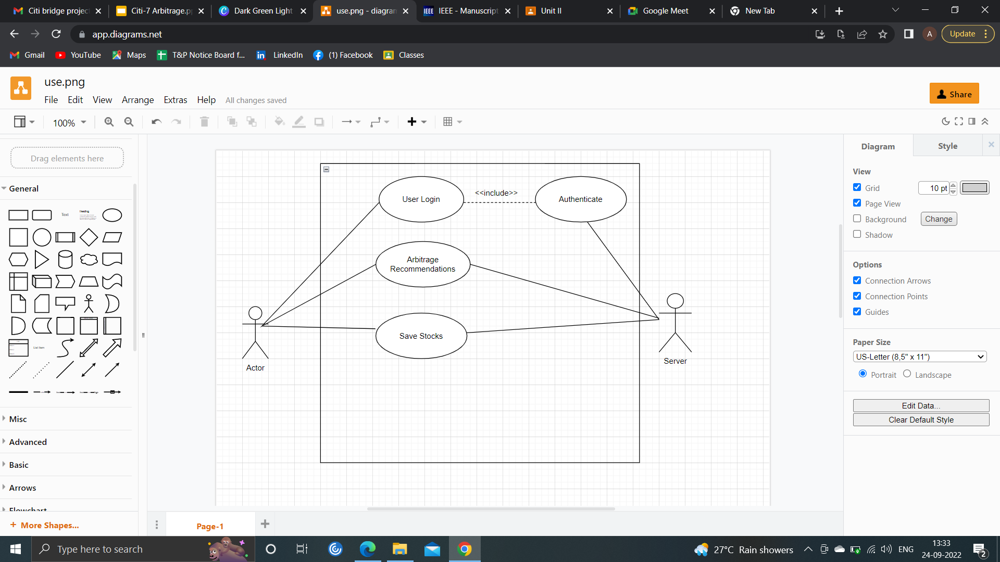 Citi bridge projec
Citi-7 Arbitrage.p
Dark Green Light
use.png - diagram
IEEE IEEE - Manuscript
Unit II
Google Meet
New Tab
app.diagrams.net
A
Update
Gmail
YouTube
Maps
T&P Notice Board f...
LinkedIn
(1) Facebook
Classes
use.png
File
Edit
View
Arrange
Extras
Help
All changes saved
Share
100%
Drag elements here
General
Text
Heading
List Item
Misc
Advanced
Basic
Arrows
Flowchart
+ More Shapes...
User Login
<<include>>
Authenticate
Arbitrage
Recommendations
Save Stocks
Actor
Server
Page-1
Diagram
Style
View
Grid
10 pt
Page View
Background
Change
Shadow
Options
Connection Arrows
Connection Points
Guides
Paper Size
US-Letter (8,5" x 11")
Portrait
Landscape
Edit Data...
Clear Default Style
Type here to search
27°C Rain showers
ENG
13:33
24-09-2022
2